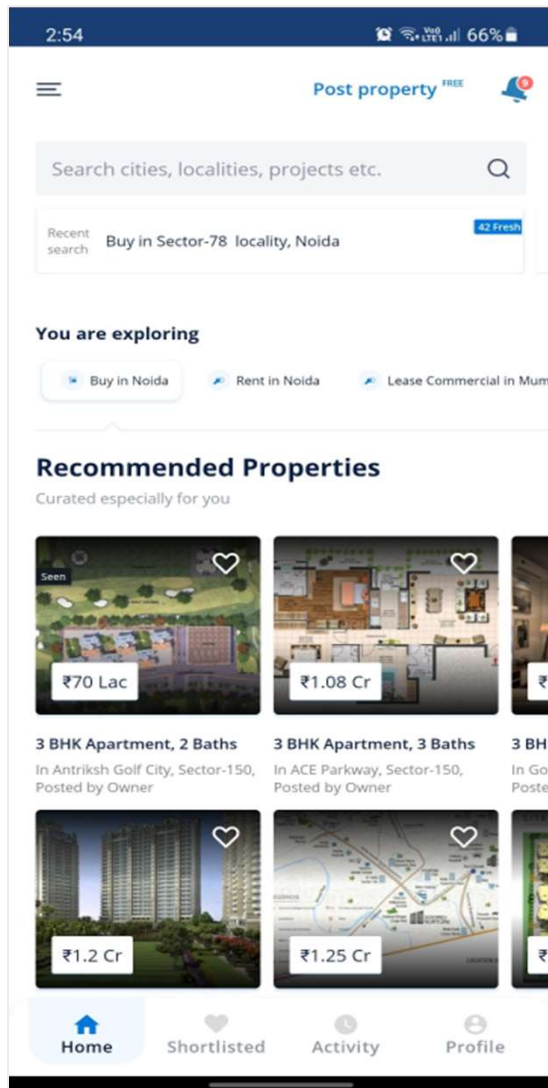 2:54
Vo9
LTE1
66%
Post property FREE
9
Search cities, localities, projects etc.
Recent
search
Buy in Sector-78 locality, Noida
42 Fresh
You are exploring
Buy in Noida
Rent in Noida
Lease Commercial in Mum
Recommended Properties
Curated especially for you
Seen
₹70 Lac
₹1.08 Cr
₹
3 BHK Apartment, 2 Baths
3 BHK Apartment, 3 Baths
3 BH
In Antriksh Golf City, Sector-150,
In ACE Parkway, Sector-150,
In Go
Posted by Owner
Posted by Owner
Poste
₹1.2 Cr
₹1.25 Cr
₹
Home
Shortlisted
Activity
Profile